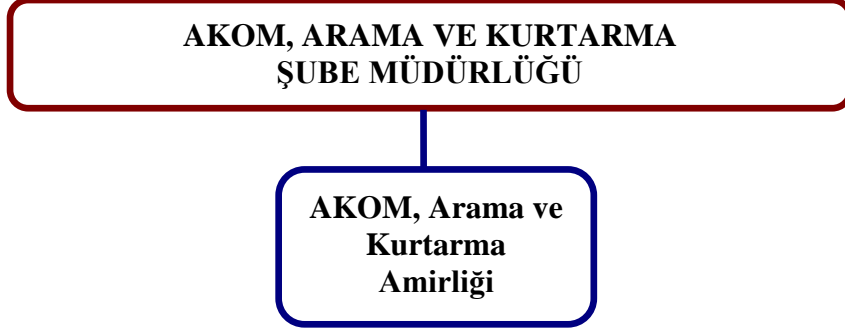 AKOM, ARAMA VE KURTARMA
ŞUBE MÜDÜRLÜĞÜ
AKOM, Arama ve
Kurtarma
Amirliği